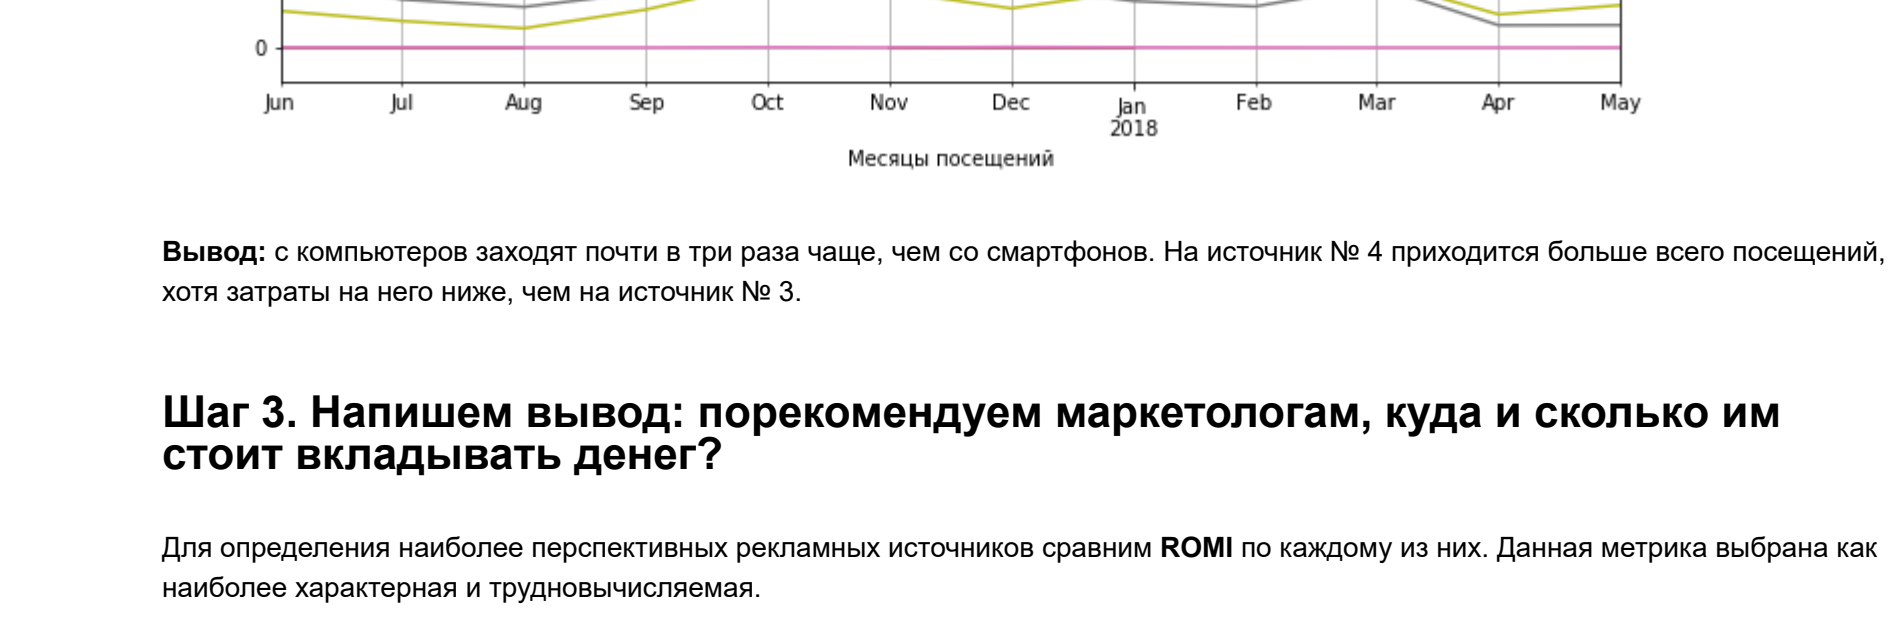 0
Jun Jul Aug Sep Oct Nov Dec Jan Feb Mar Apr May
2018
Месяцы посещений
Вывод: с компьютеров заходят почти в три раза чаще, чем со смартфонов. На источник № 4 приходится больше всего посещений,
хотя затраты на него ниже, чем на источник № 3.
Шаг 3. Напишем вывод: порекомендуем маркетологам, куда и сколько им
стоит вкладывать денег?
Для определения наиболее перспективных рекламных источников сравним ROMI по каждому из них. Данная метрика выбрана как
наиболее характерная и трудновычисляемая.